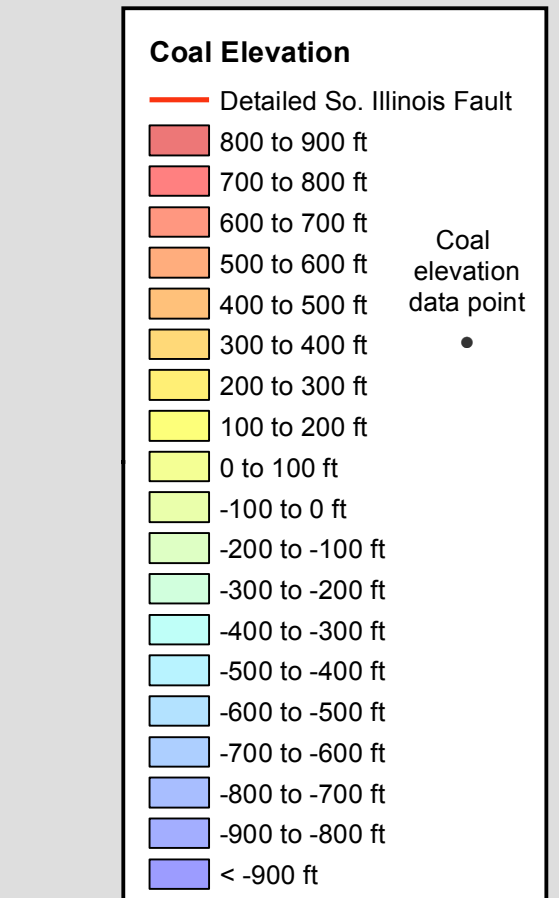 Coal Elevation
Detailed So. Illinois Fault
800 to 900 ft
700 to 800 ft
600 to 700 ft
500 to 600 ft
400 to 500 ft
300 to 400 ft
200 to 300 ft
100 to 200 ft
0 to 100 ft
-100 to 0 ft
-200 to -100 ft
-300 to -200 ft
-400 to -300 ft
-500 to -400 ft
-600 to -500 ft
-700 to -600 ft
-800 to -700 ft
-900 to -800 ft
< -900 ft
Coal
elevation
data point